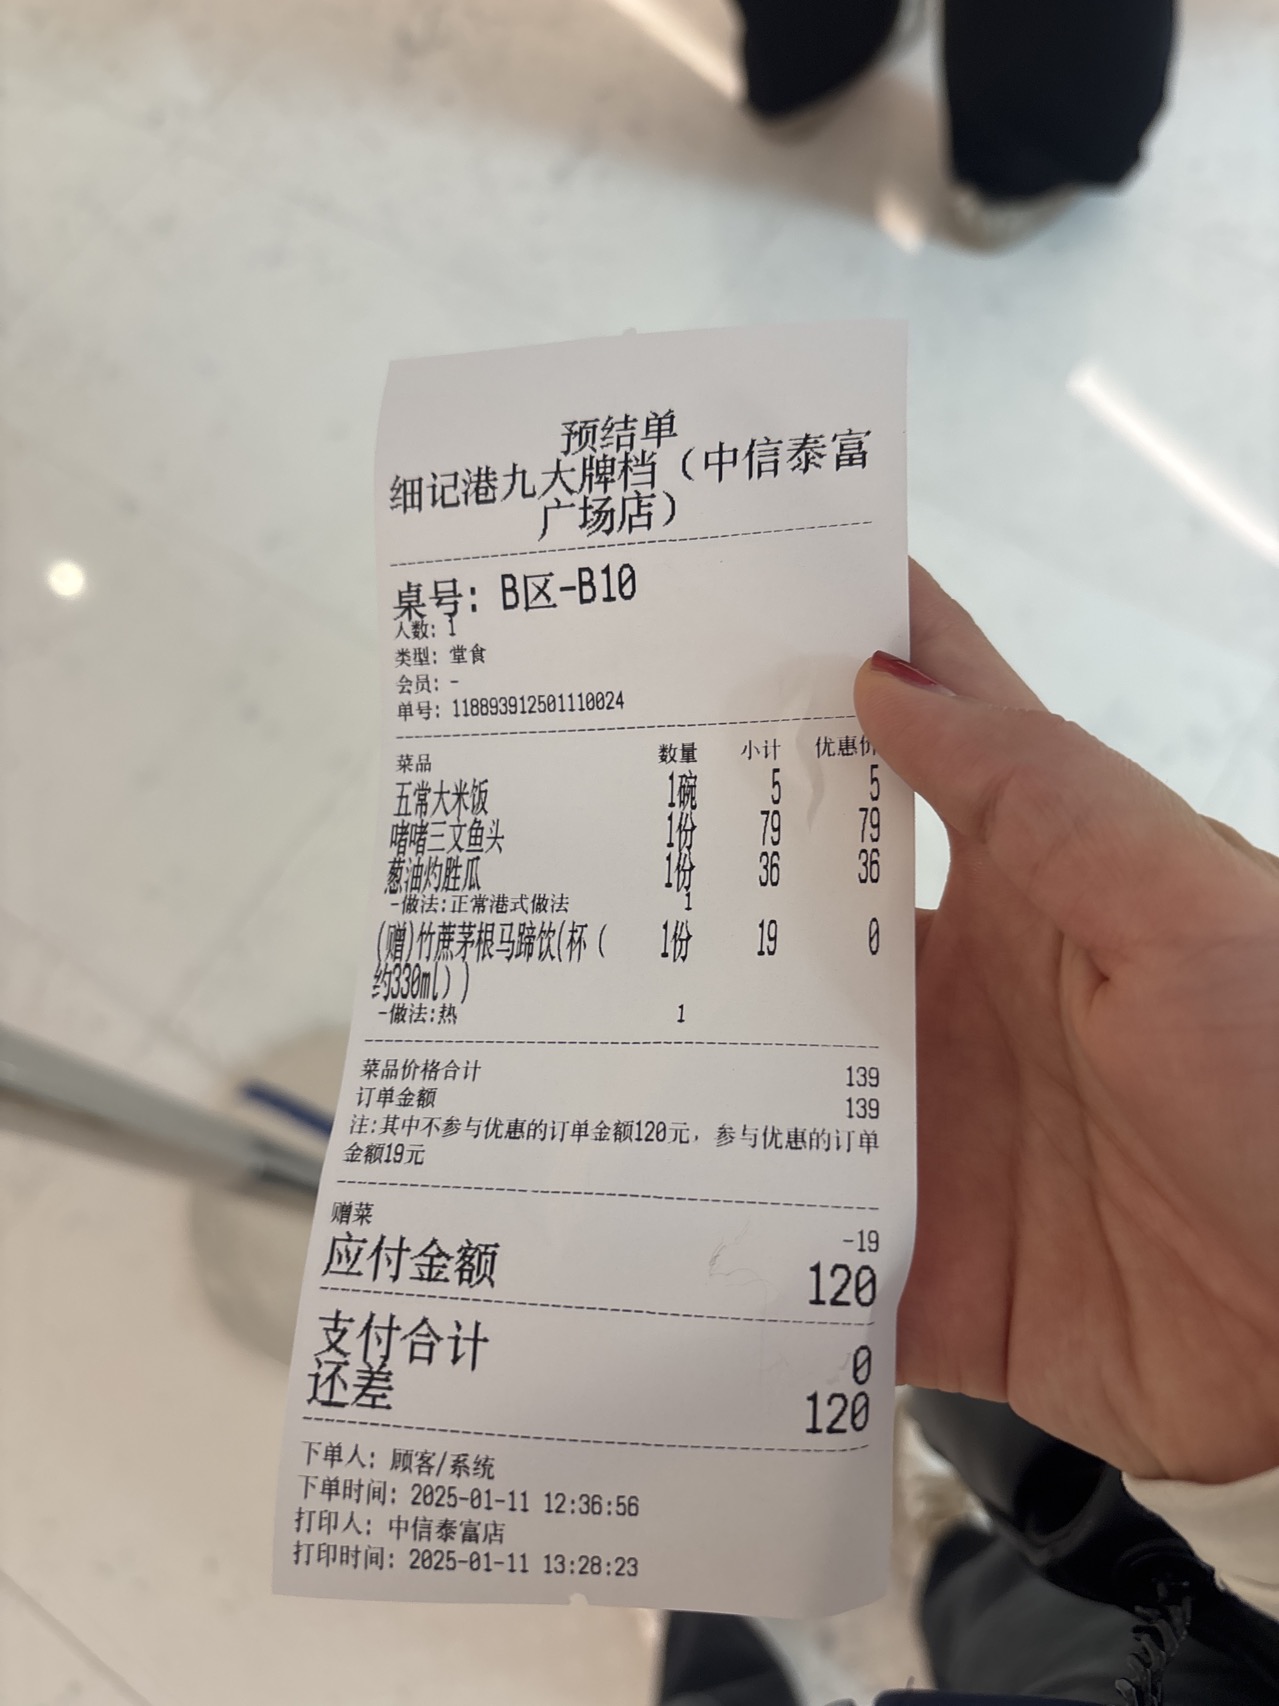 预结单
细记港九大牌档（中信泰富
广场店）
桌号: B区-B10
人数: 1
类型: 堂食
会员: -
单号: 118893912501110024
菜品 数量 小计 优惠价
五常大米饭 1碗 5 5
啫啫三文鱼头 1份 79 79
葱油灼胜瓜 1份 36 36
-做法:正常港式做法 1
(赠)竹蔗茅根马蹄饮(杯（ 1份 19 0
约330ml）)
-做法:热 1
菜品价格合计 139
订单金额 139
注:其中不参与优惠的订单金额120元，参与优惠的订单
金额19元
赠菜 -19
应付金额 120
支付合计 0
还差 120
下单人: 顾客/系统
下单时间: 2025-01-11 12:36:56
打印人: 中信泰富店
打印时间: 2025-01-11 13:28:23